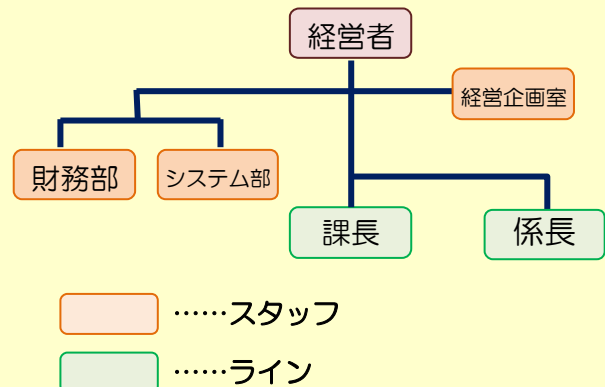 経営者
経営企画室
財務部
システム部
課長
係長
……スタッフ
……ライン